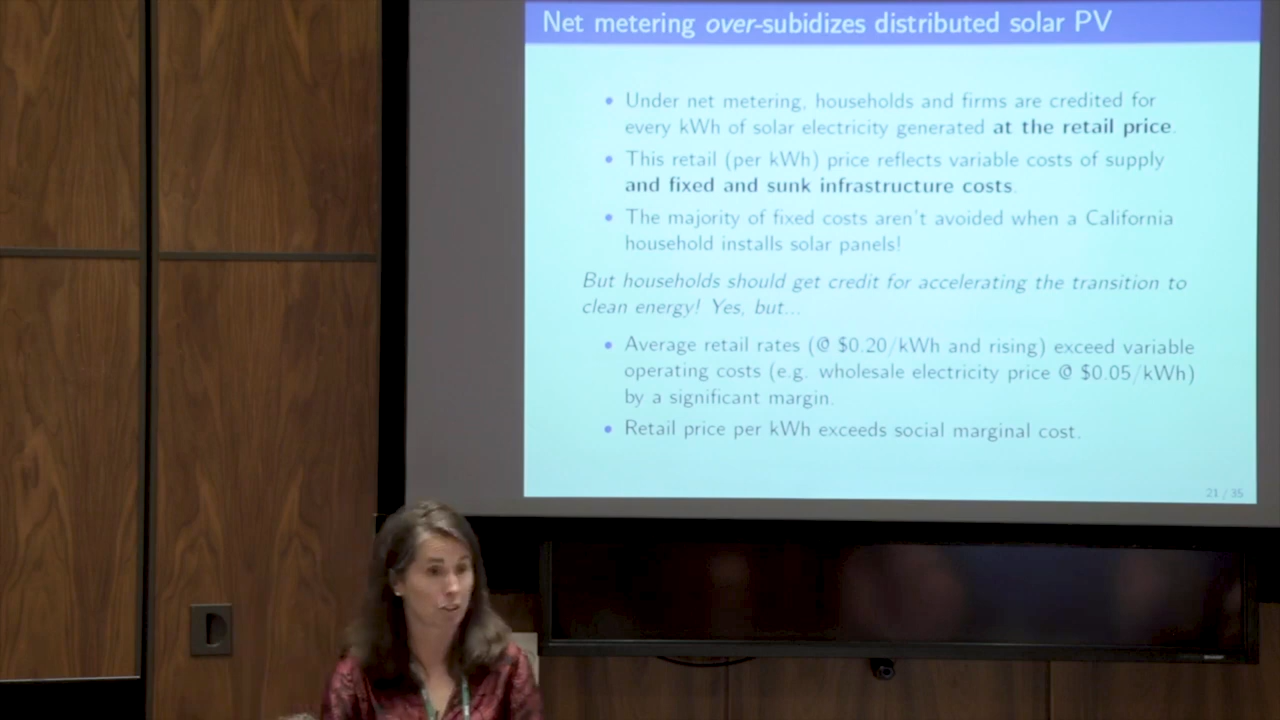 Net metering over-subidizes distributed solar PV
• Under net metering, households and firms are credited for
every kWh of solar electricity generated at the retail price.
• This retail (per kWh) price reflects variable costs of supply
and fixed and sunk infrastructure costs.
• The majority of fixed costs aren't avoided when a California
household installs solar panels!
But households should get credit for accelerating the transition to
clean energy! Yes, but...
• Average retail rates (@ $0.20/kWh and rising) exceed variable
operating costs (e.g. wholesale electricity price @ $0.05/kWh)
by a significant margin.
• Retail price per kWh exceeds social marginal cost.
21 / 35